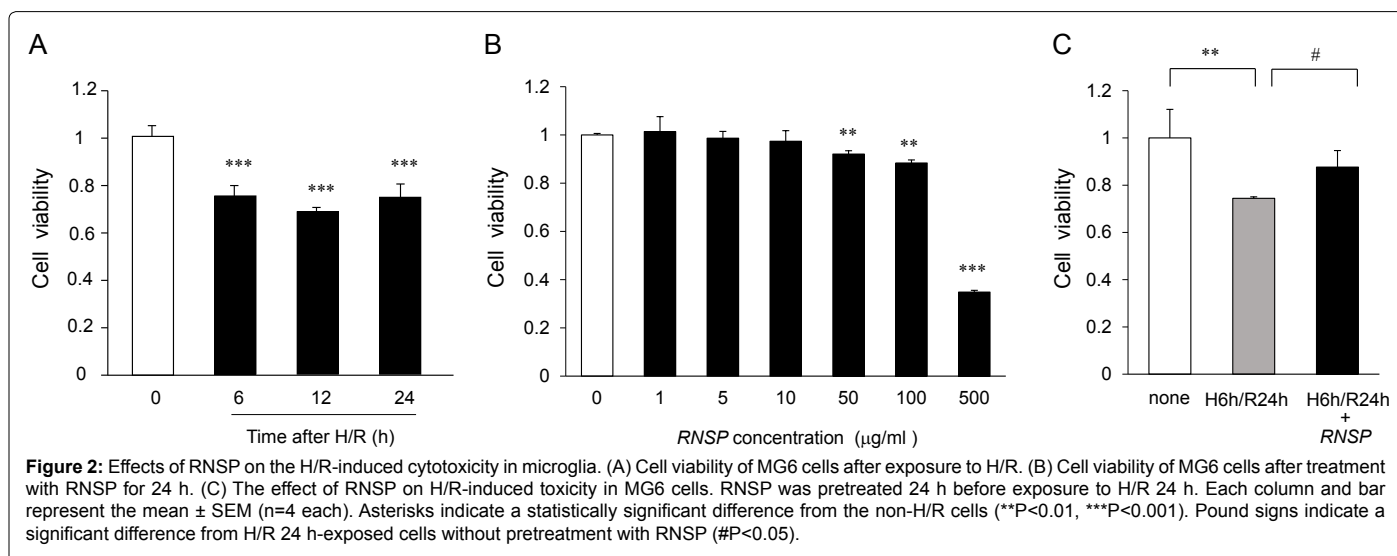 A
1.2
1
0.8
0.6
0.4
0.2
0
Cell viability
***
***
***
0 6 12 24
Time after H/R (h)
B
1.2
1
0.8
0.6
0.4
0.2
0
Cell viability
**
**
***
0 1 5 10 50 100 500
RNSP concentration (μg/ml )
C
** #
1.2
1
0.8
0.6
0.4
0.2
0
Cell viability
none H6h/R24h H6h/R24h
+
RNSP
Figure 2: Effects of RNSP on the H/R-induced cytotoxicity in microglia. (A) Cell viability of MG6 cells after exposure to H/R. (B) Cell viability of MG6 cells after treatment
with RNSP for 24 h. (C) The effect of RNSP on H/R-induced toxicity in MG6 cells. RNSP was pretreated 24 h before exposure to H/R 24 h. Each column and bar
represent the mean ± SEM (n=4 each). Asterisks indicate a statistically significant difference from the non-H/R cells (**P<0.01, ***P<0.001). Pound signs indicate a
significant difference from H/R 24 h-exposed cells without pretreatment with RNSP (#P<0.05).